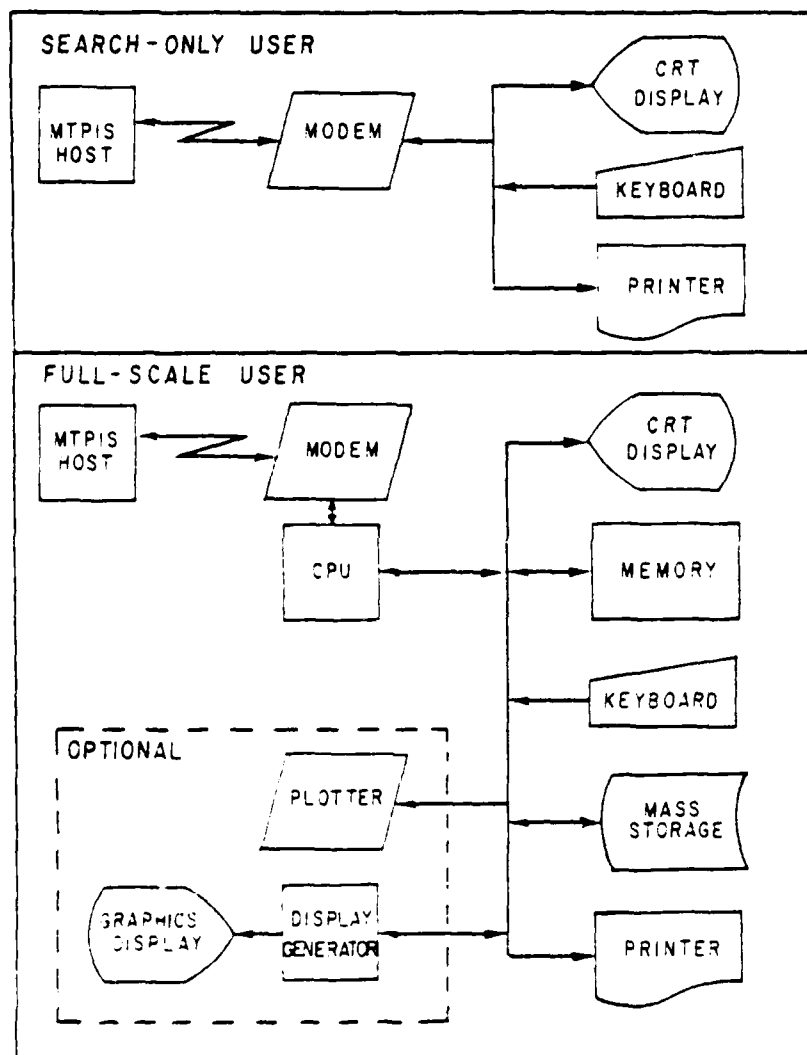 SEARCH-ONLY USER
MTPIS
HOST
MODEM
CRT
DISPLAY
KEYBOARD
PRINTER
FULL-SCALE USER
MTPIS
HOST
MODEM
CRT
DISPLAY
CPU
MEMORY
KEYBOARD
OPTIONAL
PLOTTER
MASS
STORAGE
GRAPHICS
DISPLAY
DISPLAY
GENERATOR
PRINTER